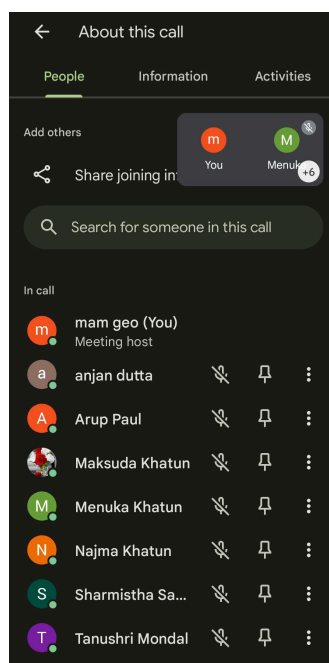 About this call
People Information Activities
Add others
m M
You Menuk
+6
Share joining in
Search for someone in this call
In call
m mam geo (You)
Meeting host
a anjan dutta
A Arup Paul
Maksuda Khatun
M Menuka Khatun
N Najma Khatun
S Sharmistha Sa...
T Tanushri Mondal